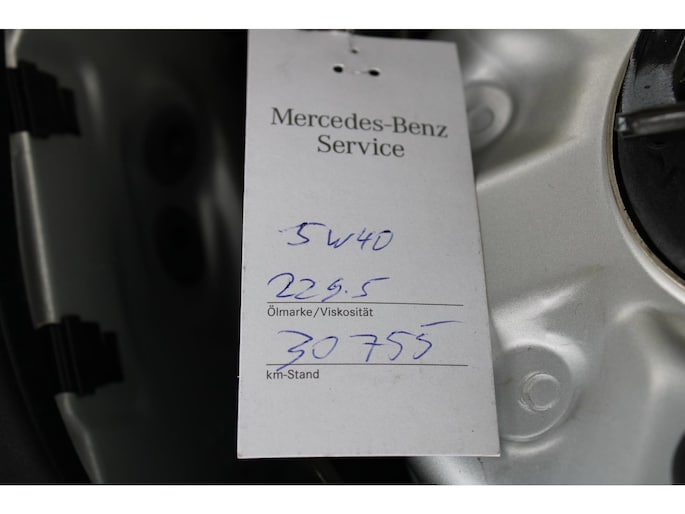 Mercedes-Benz
Service
5W40
229.5
Ölmarke/Viskosität
30755
km-Stand